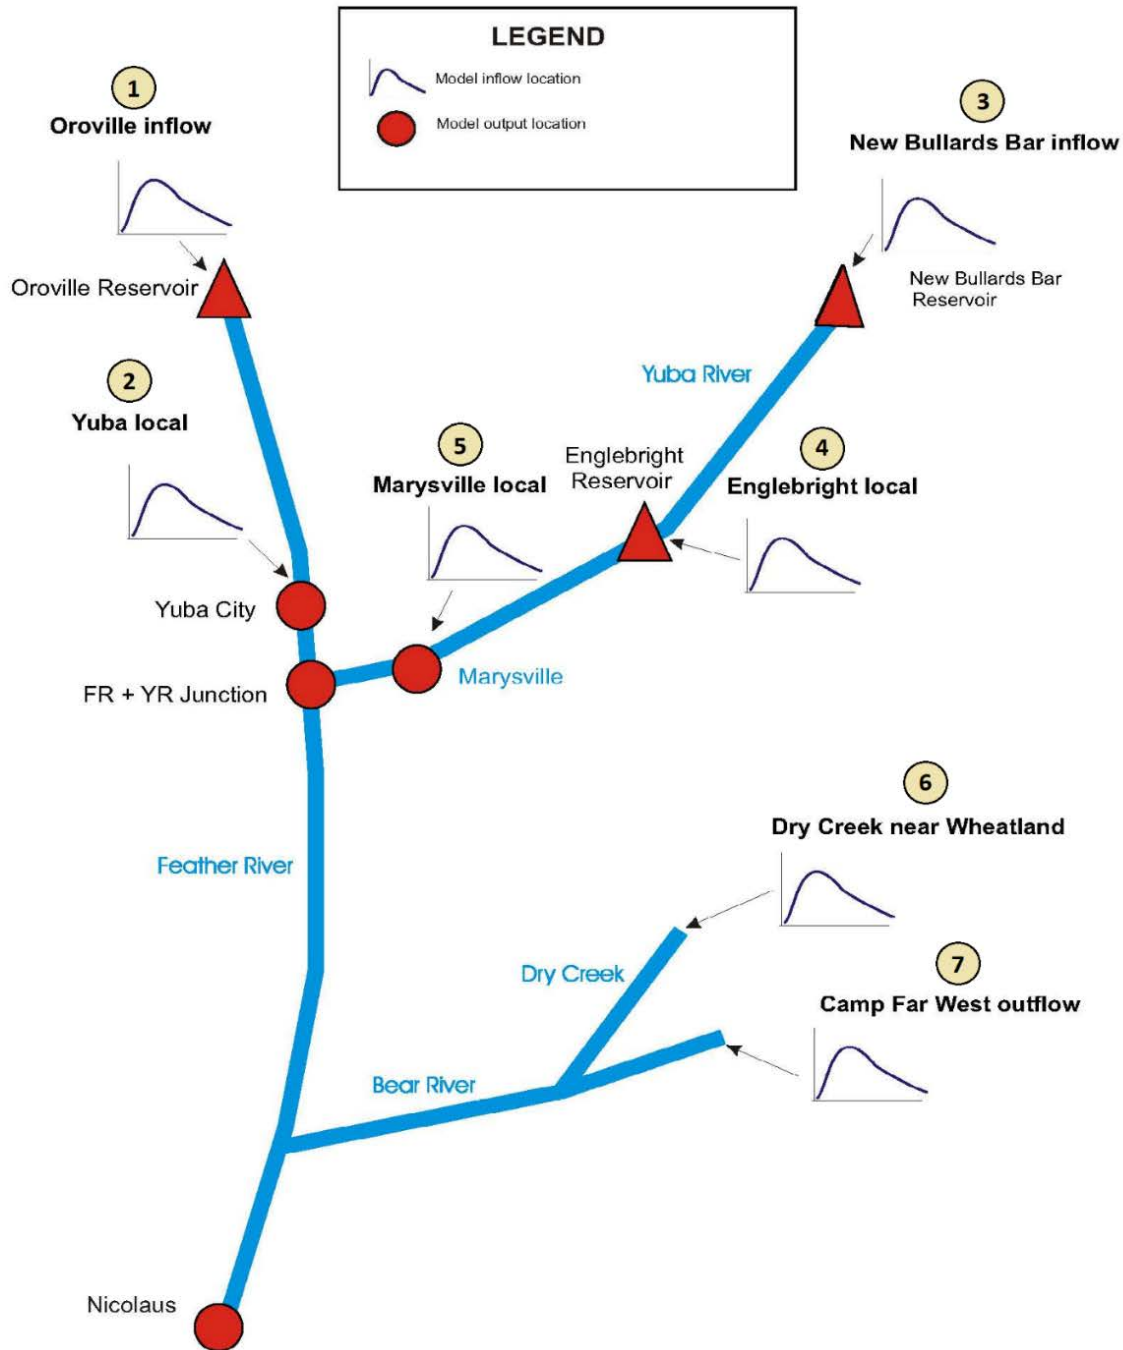 LEGEND
Model inflow location
Model output location
1
Oroville inflow
3
New Bullards Bar inflow
Oroville Reservoir
New Bullards Bar
Reservoir
2
Yuba local
Yuba River
5
Marysville local
Englebright
Reservoir
4
Englebright local
Yuba City
FR + YR Junction
Marysville
6
Dry Creek near Wheatland
Feather River
Dry Creek
7
Camp Far West outflow
Bear River
Nicolaus